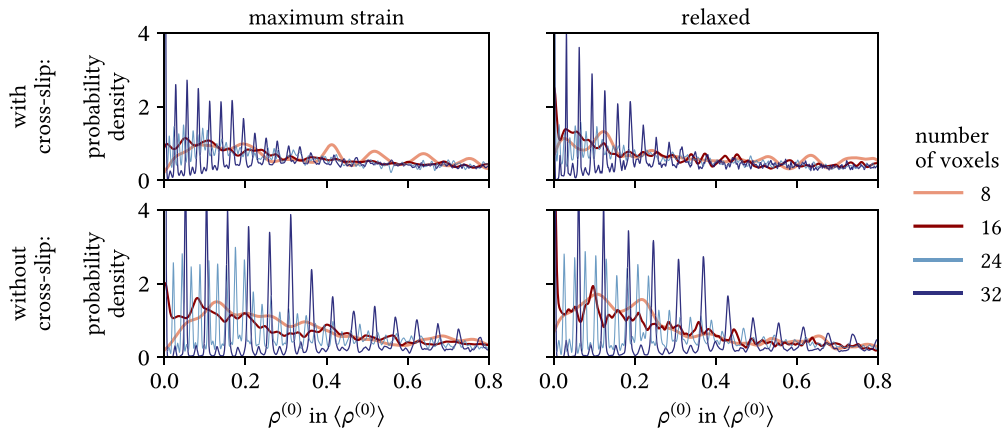 maximum strain
relaxed
with
cross-slip:
probability
density
4
2
0
without
cross-slip:
probability
density
4
2
0
0.0 0.2 0.4 0.6 0.8
0.0 0.2 0.4 0.6 0.8
ρ⁽⁰⁾ in ⟨ρ⁽⁰⁾⟩
ρ⁽⁰⁾ in ⟨ρ⁽⁰⁾⟩
number
of voxels
8
16
24
32